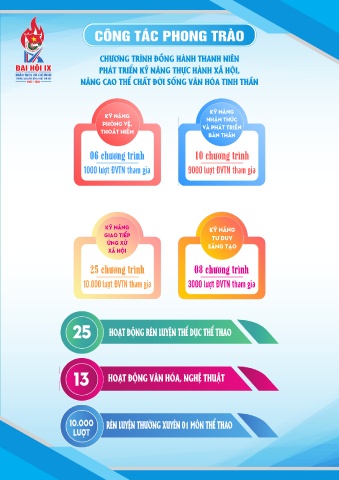 ĐẠI HỘI IX
CÔNG TÁC PHONG TRÀO
CHƯƠNG TRÌNH ĐỒNG HÀNH THANH NIÊN
PHÁT TRIỂN KỸ NĂNG THỰC HÀNH XÃ HỘI,
NÂNG CAO THỂ CHẤT ĐỜI SỐNG VĂN HÓA TINH THẦN
KỸ NĂNG
PHONG VỆ,
THOÁT HIỂM
06 chương trình
1000 lượt ĐVTN tham gia
KỸ NĂNG
NHẬN THỨC
VÀ PHÁT TRIỂN
BẢN THÂN
10 chương trình
9000 lượt ĐVTN tham gia
KỸ NĂNG
GIAO TIẾP
ỨNG XỬ
XÃ HỘI
25 chương trình
10.000 lượt ĐVTN tham gia
KỸ NĂNG
TƯ DUY
SÁNG TẠO
08 chương trình
3000 lượt ĐVTN tham gia
25 HOẠT ĐỘNG RÈN LUYỆN THỂ DỤC THỂ THAO
13 HOẠT ĐỘNG VĂN HÓA, NGHỆ THUẬT
10.000
LƯỢT
RÈN LUYỆN THƯỜNG XUYÊN 01 MÔN THỂ THAO